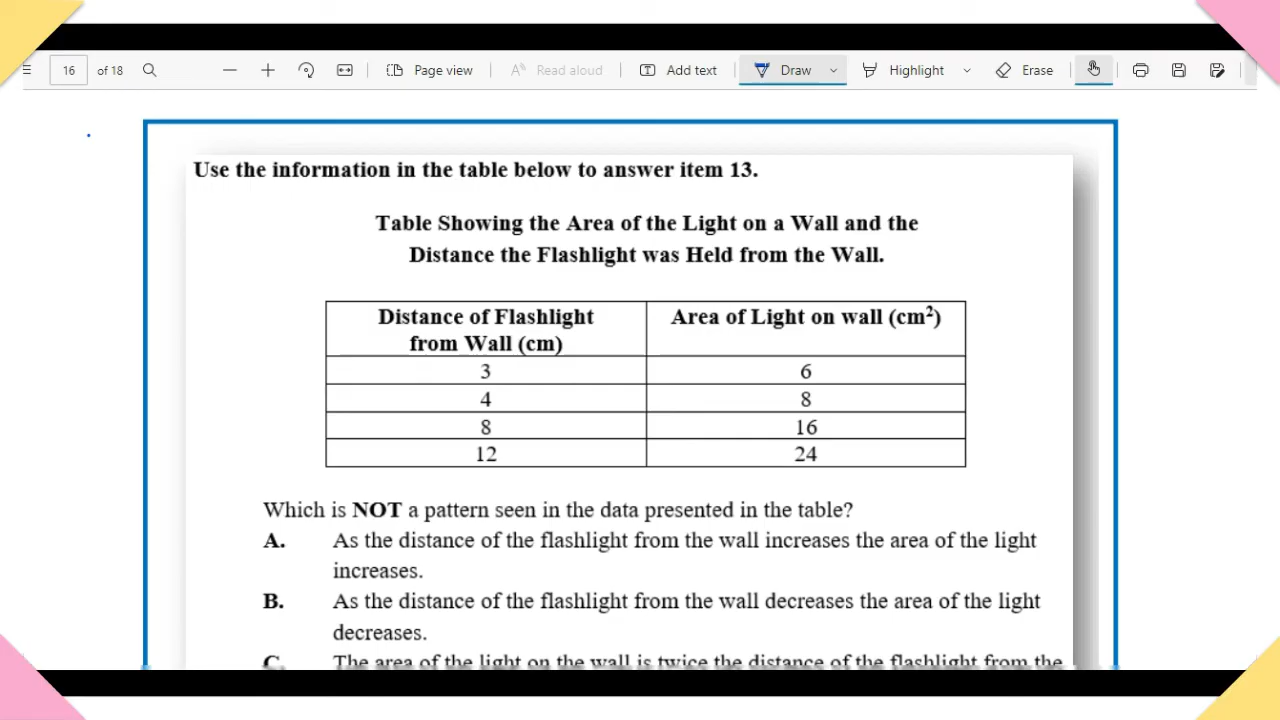 16 of 18 Page view Read aloud Add text Draw Highlight Erase
Use the information in the table below to answer item 13.
Table Showing the Area of the Light on a Wall and the
Distance the Flashlight was Held from the Wall.
Distance of Flashlight Area of Light on wall (cm²)
from Wall (cm)
3 6
4 8
8 16
12 24
Which is NOT a pattern seen in the data presented in the table?
A. As the distance of the flashlight from the wall increases the area of the light
increases.
B. As the distance of the flashlight from the wall decreases the area of the light
decreases.
C. The area of the light on the wall is twice the distance of the flashlight from the